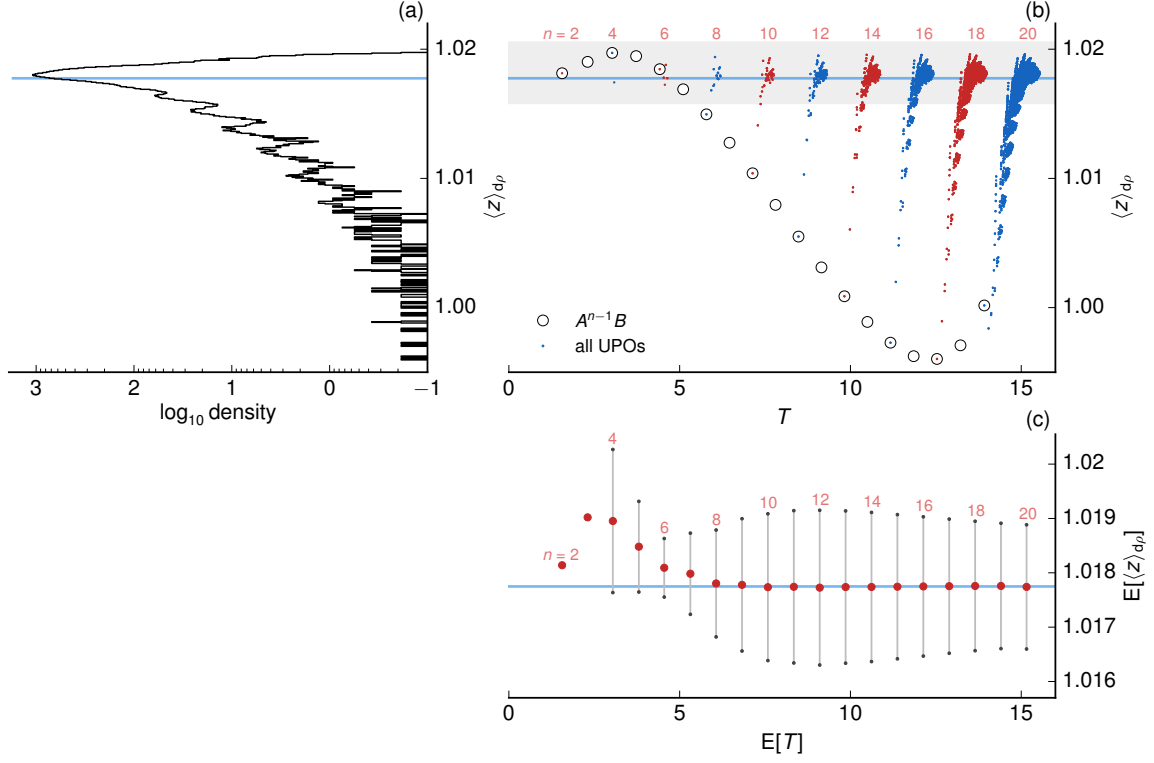 (a)
1.02
1.01
1.00
⟨z⟩dρ
3 2 1 0 −1
log10 density
(b)
n = 2 4 6 8 10 12 14 16 18 20
1.02
1.01
1.00
⟨z⟩dρ
Aⁿ⁻¹B
all UPOs
0 5 10 15
T
(c)
4
n = 2
6 8 10 12 14 16 18 20
1.02
1.019
1.018
1.017
1.016
E[⟨z⟩dρ]
0 5 10 15
E[T]